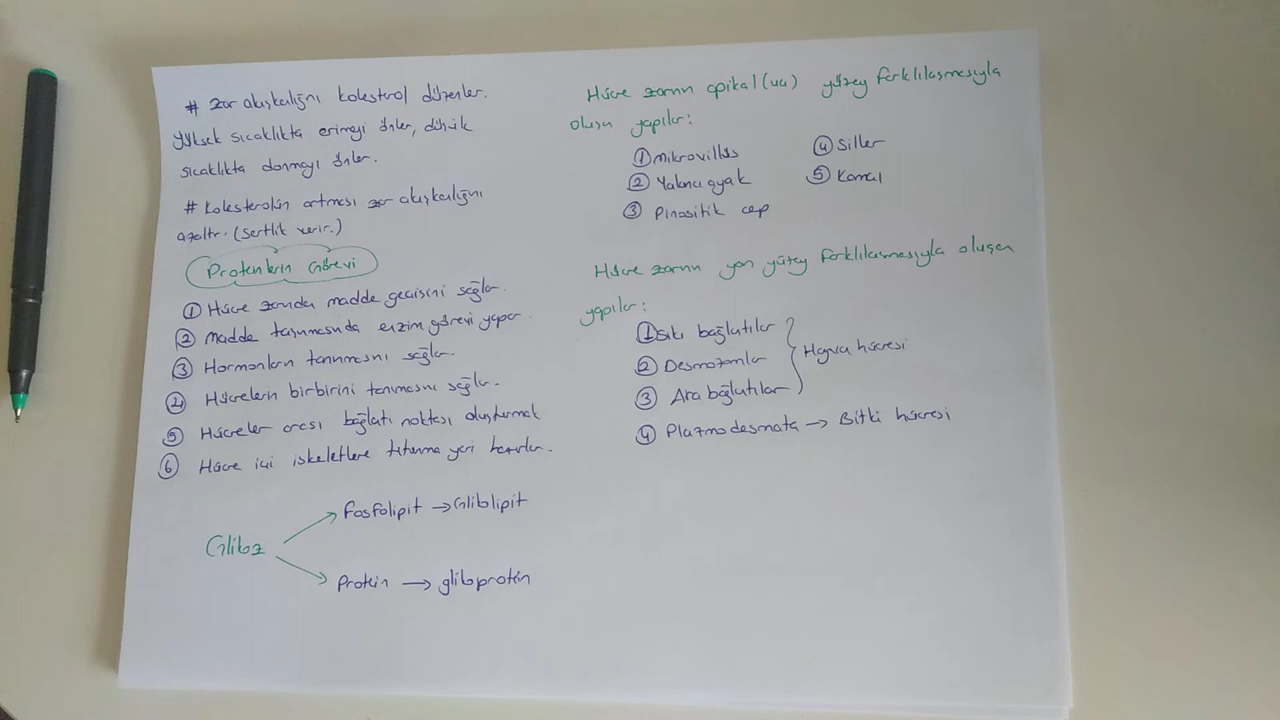 # zar akışkanlığını kolestrol düzenler.
Yüksek sıcaklıkta erimeyi önler, düşük
sıcaklıkta donmayı önler.
# Kolesterolün artması zar akışkanlığını
azaltır. (Sertlik verir.)
Proteinlerin Görevi
① Hücre zarından madde geçişini sağlar.
② Madde taşınmasında enzim görevi yapar.
③ Hormonların tanınmasını sağlar.
④ Hücrelerin birbirini tanımasını sağlar.
⑤ Hücreler arası bağlantı noktası oluşturmak
⑥ Hücre içi iskeletlere tutunma yeri hazırlar.
Glikoz
Fosfolipit → Glikolipit
Protein → glikoprotein
Hücre zarının apikal (uç) yüzey farklılaşmasıyla
oluşan yapılar:
① Mikrovillüs
② Yalancı ayak
③ Pinositik cep
④ Siller
⑤ Kamçı
Hücre zarının yan yüzey farklılaşmasıyla oluşan
yapılar:
① Sıkı bağlantılar
② Desmozomlar
③ Ara bağlantılar
Hayvan hücresi
④ Plazmodesmata → Bitki hücresi